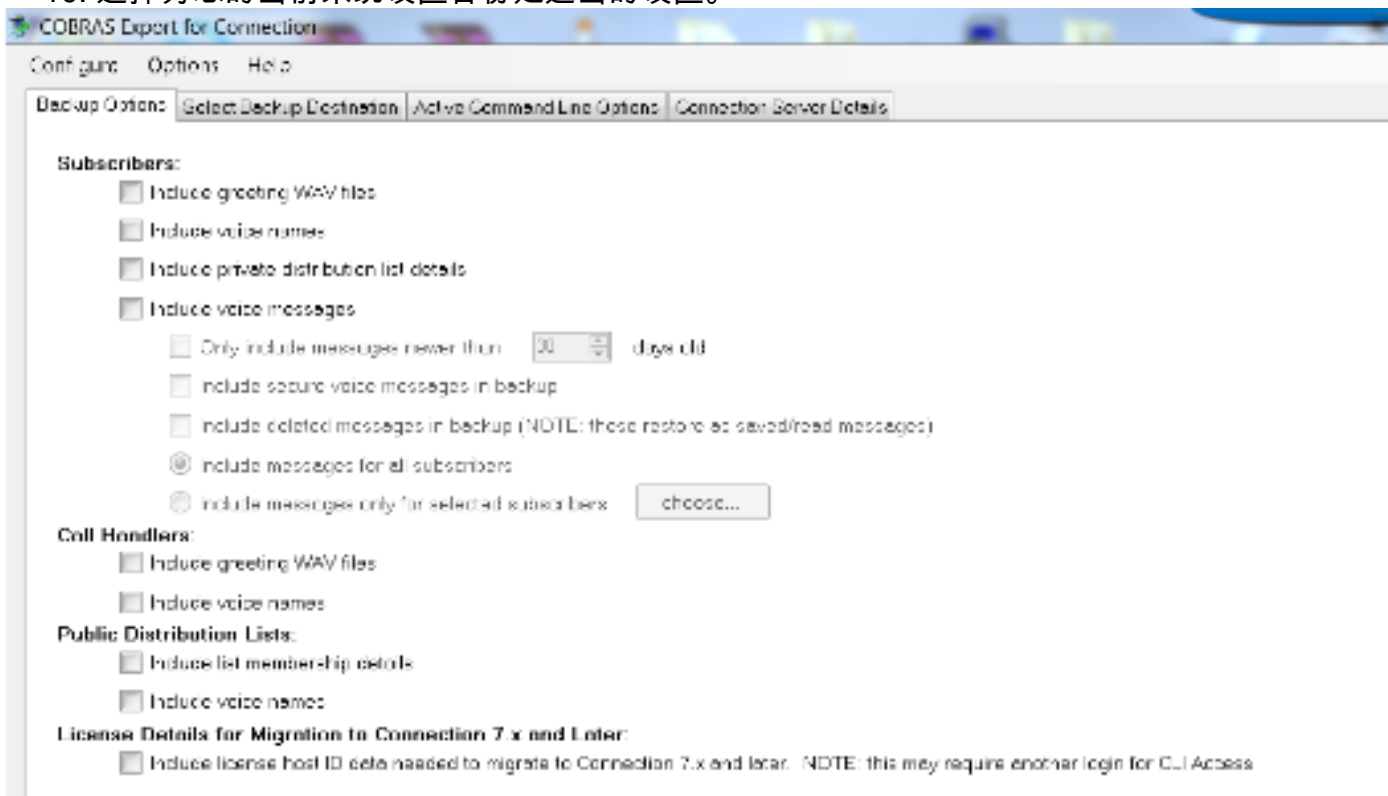 COBRAS Export for Connection
Configure Options Help
Backup Options Select Backup Destination Active Command Line Options Connection Server Details
Subscribers:
Include greeting WAV files
Include voice names
Include private distribution list details
Include voice messages
Only include messages newer than 30 days old
Include secure voice messages in backup
Include deleted messages in backup (NOTE: these restore as saved/read messages)
Include messages for all subscribers
Include messages only for selected subscribers choose...
Call Handlers:
Include greeting WAV files
Include voice names
Public Distribution Lists:
Include list membership details
Include voice names
License Details for Migration to Connection 7.x and Later:
Include license host ID data needed to migrate to Connection 7.x and later. NOTE: this may require another login for CLI Access